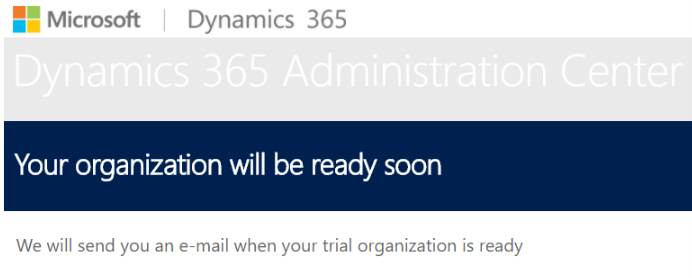 Microsoft | Dynamics 365
Dynamics 365 Administration Center
Your organization will be ready soon
We will send you an e-mail when your trial organization is ready